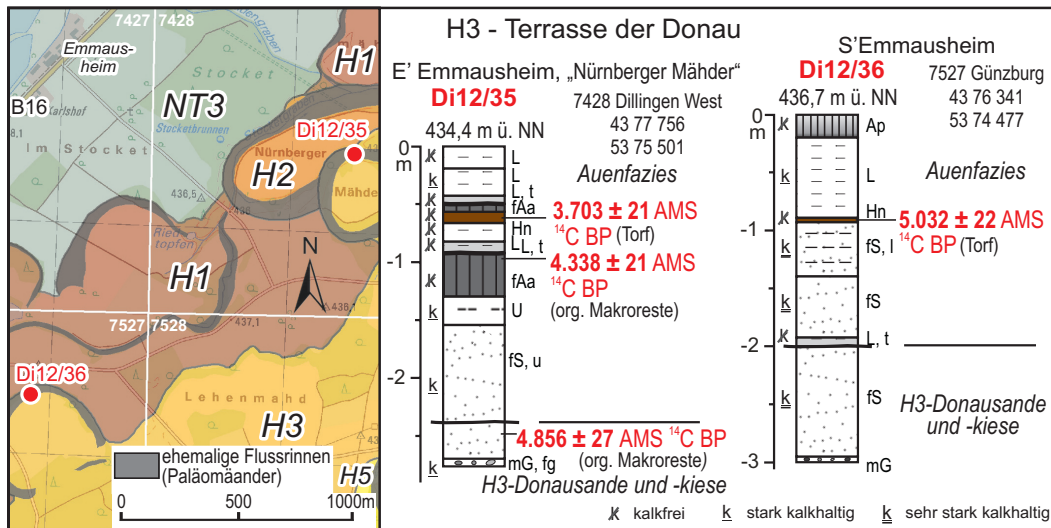 7427 7428
Emmaus-
heim
B16
Karlshof
Im Stocket
Stocket
NT3
Stocketbrunnen
H1
Di12/35
Nürnberger
Mähder
H2
436,5
Ried
topfen
N
H1
7527 7528
437,1
Di12/36
Lehenmahd
H3
H5
ehemalige Flussrinnen
(Paläomäander)
0 500 1000m
H3 - Terrasse der Donau
E' Emmausheim, „Nürnberger Mähder"
Di12/35
7428 Dillingen West
43 77 756
53 75 501
434,4 m ü. NN
0
m
-1
-2
k
L
L
L, t
fAa
Hn
L
L, t
fAa
U
fS, u
mG, fg
Auenfazies
3.703 ± 21 AMS
14C BP (Torf)
4.338 ± 21 AMS
14C BP
(org. Makroreste)
4.856 ± 27 AMS 14C BP
(org. Makroreste)
H3-Donausande und -kiese
S'Emmausheim
Di12/36
7527 Günzburg
43 76 341
53 74 477
436,7 m ü. NN
0
m
-1
-2
-3
Ap
L
Hn
fS, l
fS
L, t
fS
mG
Auenfazies
5.032 ± 22 AMS
14C BP (Torf)
H3-Donausande
und -kiese
k kalkfrei k stark kalkhaltig k sehr stark kalkhaltig